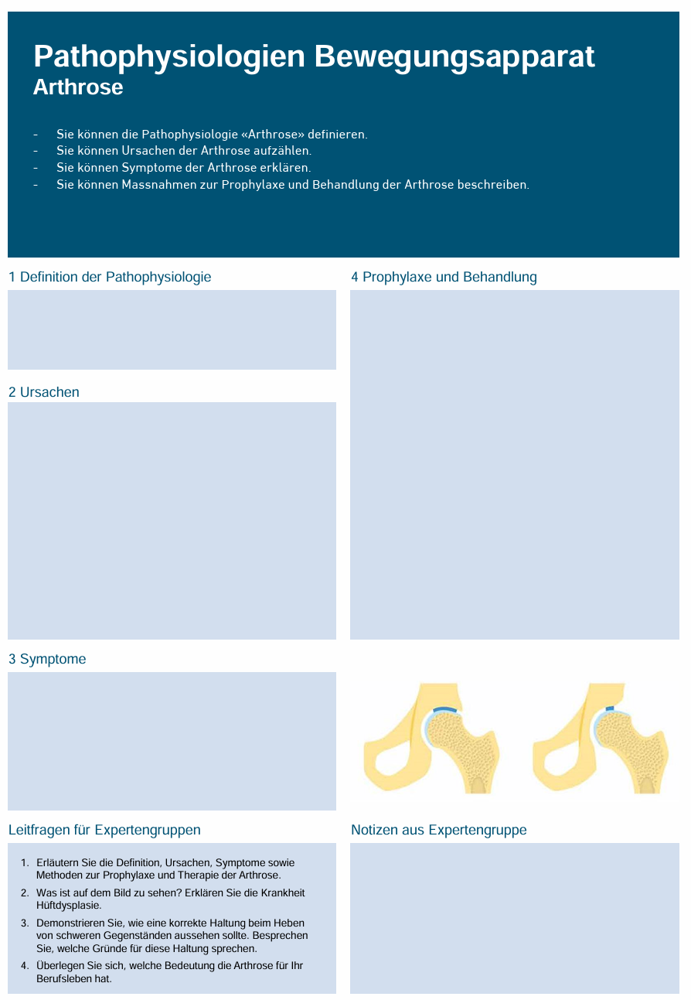 Pathophysiologien Bewegungsapparat
Arthrose
- Sie können die Pathophysiologie «Arthrose» definieren.
- Sie können Ursachen der Arthrose aufzählen.
- Sie können Symptome der Arthrose erklären.
- Sie können Massnahmen zur Prophylaxe und Behandlung der Arthrose beschreiben.
1 Definition der Pathophysiologie
2 Ursachen
3 Symptome
4 Prophylaxe und Behandlung
Leitfragen für Expertengruppen
1. Erläutern Sie die Definition, Ursachen, Symptome sowie
Methoden zur Prophylaxe und Therapie der Arthrose.
2. Was ist auf dem Bild zu sehen? Erklären Sie die Krankheit
Hüftdysplasie.
3. Demonstrieren Sie, wie eine korrekte Haltung beim Heben
von schweren Gegenständen aussehen sollte. Besprechen
Sie, welche Gründe für diese Haltung sprechen.
4. Überlegen Sie sich, welche Bedeutung die Arthrose für Ihr
Berufsleben hat.
Notizen aus Expertengruppe